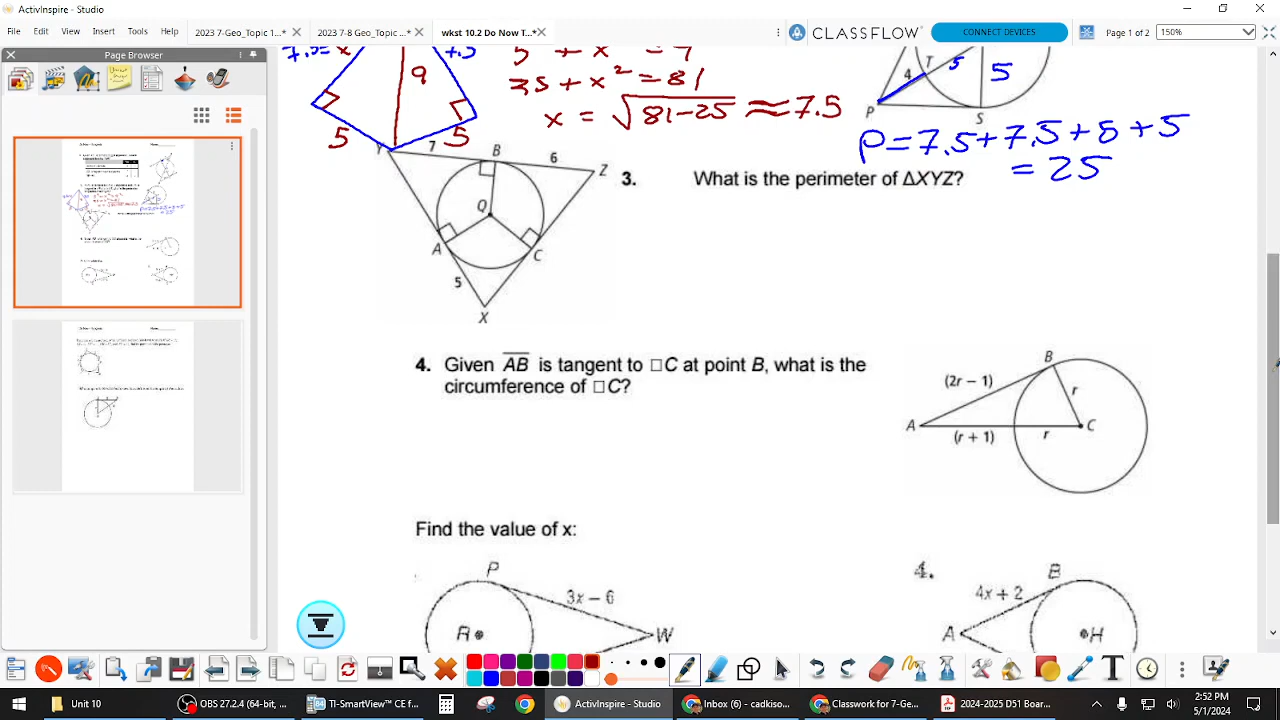 ActivInspire - Studio
File Edit View Insert Tools Help
2023 7-Geo_Topic 1...*
2023 7-8 Geo_Topic ...*
wkst 10.2 Do Now T...*
CLASSFLOW
CONNECT DEVICES
Page 1 of 2
150%
Page Browser
9
5
5
x = √81-25 ≈ 7.5
4
T
5
5
P
S
P = 7.5 + 7.5 + 5 + 5
= 25
Y
7
B
6
Z
Q
A
C
5
X
3. What is the perimeter of ΔXYZ?
4. Given AB is tangent to □C at point B, what is the
circumference of □C?
B
(2r – 1)
r
A
C
(r + 1)
r
Find the value of x:
P
3x – 6
R
W
4.
B
4x + 2
A
H
Unit 10
OBS 27.2.4 (64-bit, ...
TI-SmartView™ CE f...
ActivInspire - Studio
Inbox (6) - cadkiso...
Classwork for 7-Ge...
2024-2025 D51 Boar...
2:52 PM
5/1/2024